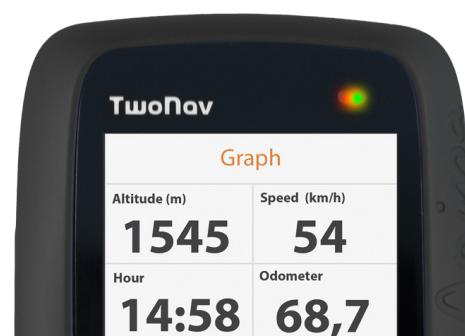 TwoNav
Graph
Altitude (m)
Speed (km/h)
1545
54
Hour
Odometer
14:58
68,7